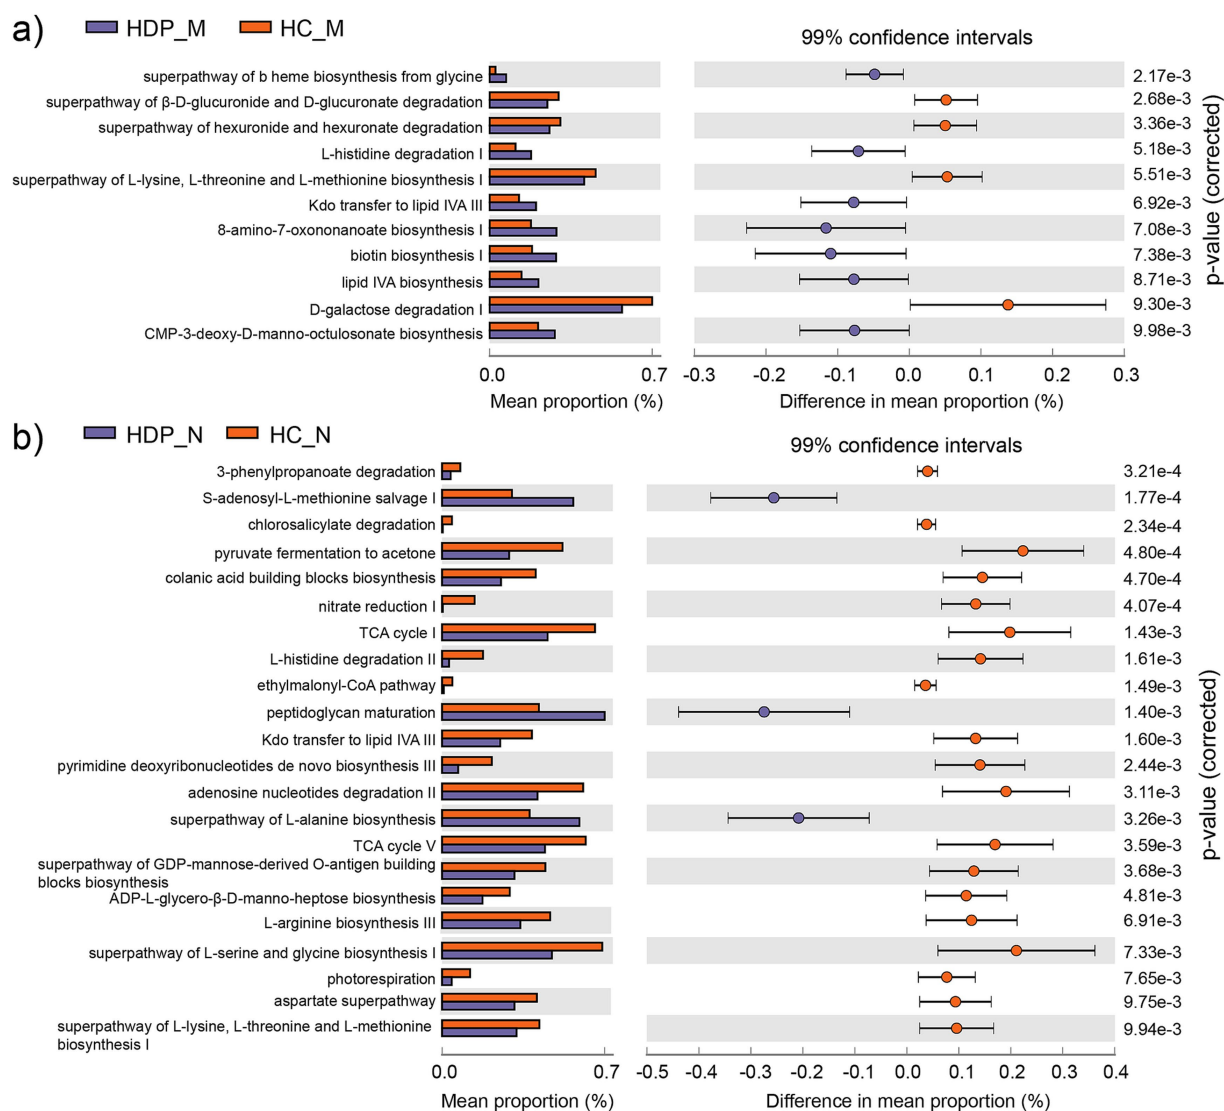 a)
HDP_M HC_M
99% confidence intervals
superpathway of b heme biosynthesis from glycine 2.17e-3
superpathway of β-D-glucuronide and D-glucuronate degradation 2.68e-3
superpathway of hexuronide and hexuronate degradation 3.36e-3
L-histidine degradation I 5.18e-3
superpathway of L-lysine, L-threonine and L-methionine biosynthesis I 5.51e-3
Kdo transfer to lipid IVA III 6.92e-3
8-amino-7-oxononanoate biosynthesis I 7.08e-3
biotin biosynthesis I 7.38e-3
lipid IVA biosynthesis 8.71e-3
D-galactose degradation I 9.30e-3
CMP-3-deoxy-D-manno-octulosonate biosynthesis 9.98e-3
p-value (corrected)
0.0 0.7 -0.3 -0.2 -0.1 0.0 0.1 0.2 0.3
Mean proportion (%) Difference in mean proportion (%)
b)
HDP_N HC_N
99% confidence intervals
3-phenylpropanoate degradation 3.21e-4
S-adenosyl-L-methionine salvage I 1.77e-4
chlorosalicylate degradation 2.34e-4
pyruvate fermentation to acetone 4.80e-4
colanic acid building blocks biosynthesis 4.70e-4
nitrate reduction I 4.07e-4
TCA cycle I 1.43e-3
L-histidine degradation II 1.61e-3
ethylmalonyl-CoA pathway 1.49e-3
peptidoglycan maturation 1.40e-3
Kdo transfer to lipid IVA III 1.60e-3
pyrimidine deoxyribonucleotides de novo biosynthesis III 2.44e-3
adenosine nucleotides degradation II 3.11e-3
superpathway of L-alanine biosynthesis 3.26e-3
TCA cycle V 3.59e-3
superpathway of GDP-mannose-derived O-antigen building
blocks biosynthesis 3.68e-3
ADP-L-glycero-β-D-manno-heptose biosynthesis 4.81e-3
L-arginine biosynthesis III 6.91e-3
superpathway of L-serine and glycine biosynthesis I 7.33e-3
photorespiration 7.65e-3
aspartate superpathway 9.75e-3
superpathway of L-lysine, L-threonine and L-methionine
biosynthesis I 9.94e-3
p-value (corrected)
0.0 0.7 -0.5 -0.4 -0.3 -0.2 -0.1 0.0 0.1 0.2 0.3 0.4
Mean proportion (%) Difference in mean proportion (%)